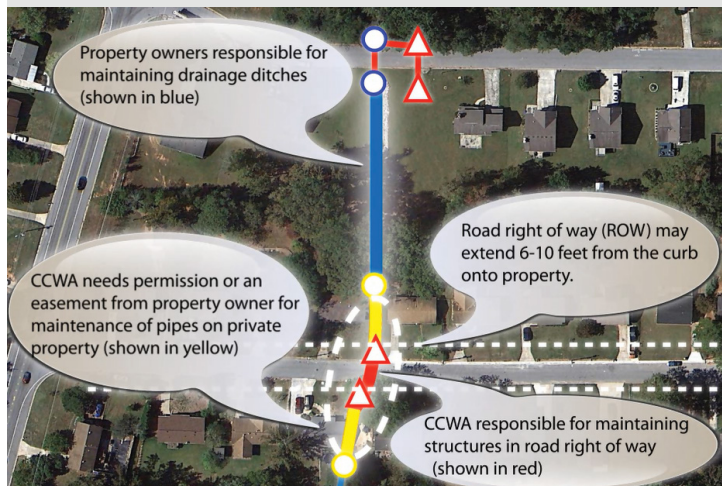 Property owners responsible for
maintaining drainage ditches
(shown in blue)
Road right of way (ROW) may
extend 6-10 feet from the curb
onto property.
CCWA needs permission or an
easement from property owner for
maintenance of pipes on private
property (shown in yellow)
CCWA responsible for maintaining
structures in road right of way
(shown in red)